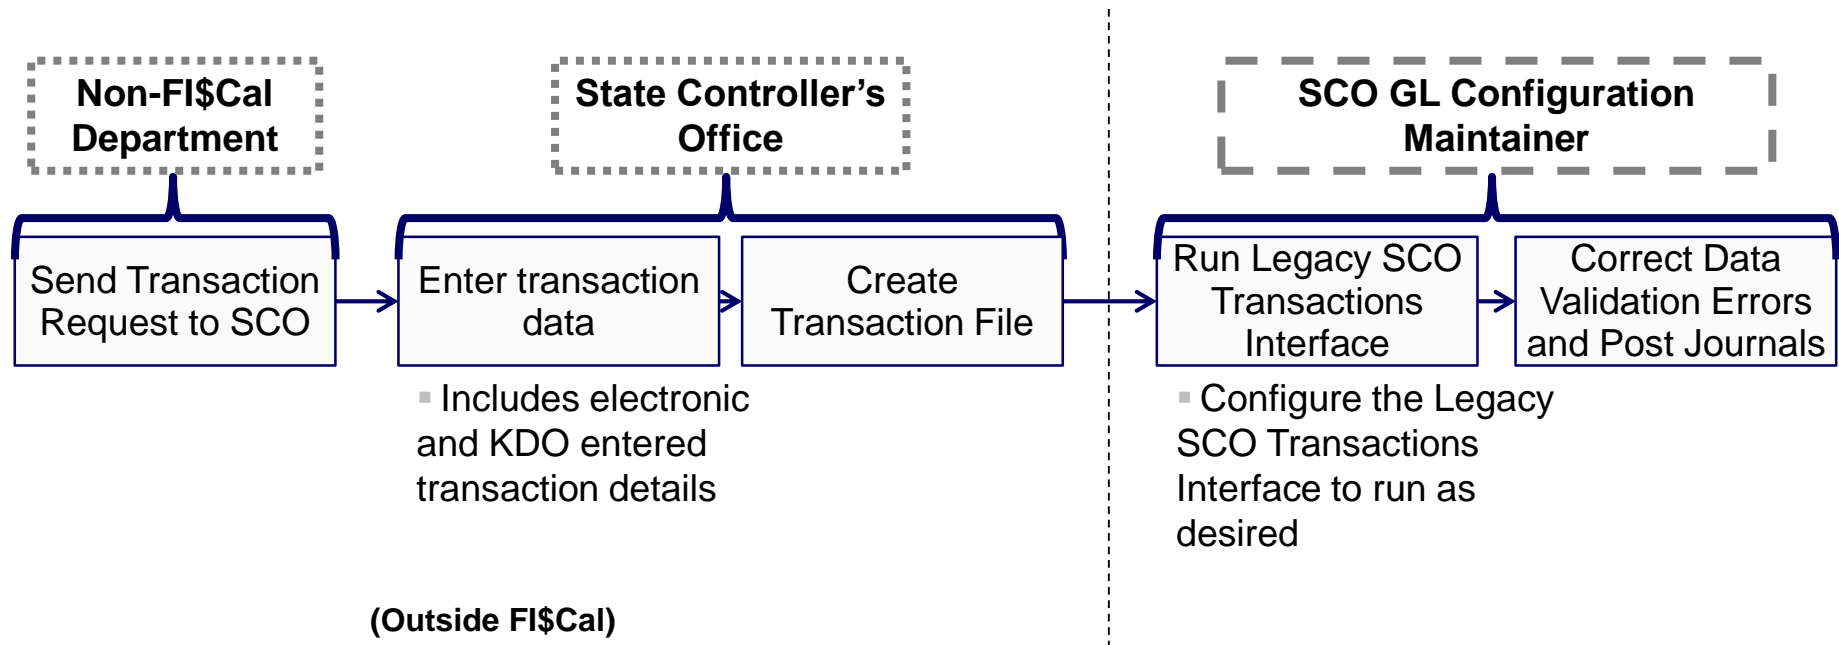 Non-FI$Cal
Department
State Controller’s
Office
SCO GL Configuration
Maintainer
Send Transaction
Request to SCO
Enter transaction
data
Create
Transaction File
Run Legacy SCO
Transactions
Interface
Correct Data
Validation Errors
and Post Journals
▪ Includes electronic
and KDO entered
transaction details
▪ Configure the Legacy
SCO Transactions
Interface to run as
desired
(Outside FI$Cal)